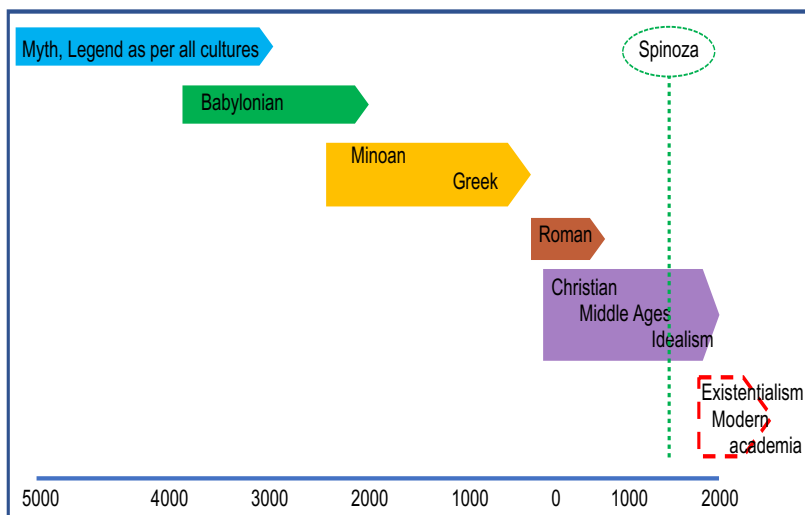 Myth, Legend as per all cultures
Spinoza
Babylonian
Minoan
Greek
Roman
Christian
Middle Ages
Idealism
Existentialism
Modern
academia
5000 4000 3000 2000 1000 0 1000 2000